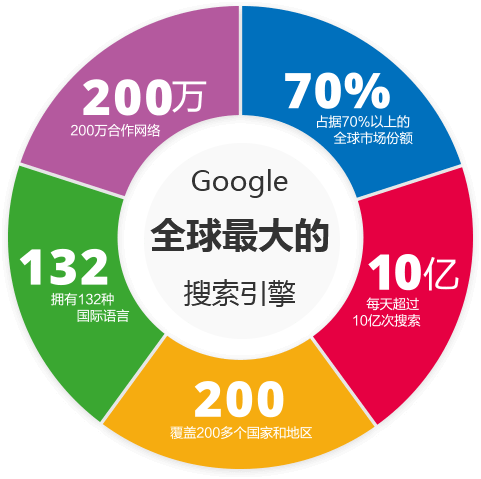 200万
200万合作网络
70%
占据70%以上的
全球市场份额
Google
全球最大的
搜索引擎
132
拥有132种
国际语言
10亿
每天超过
10亿次搜索
200
覆盖200多个国家和地区